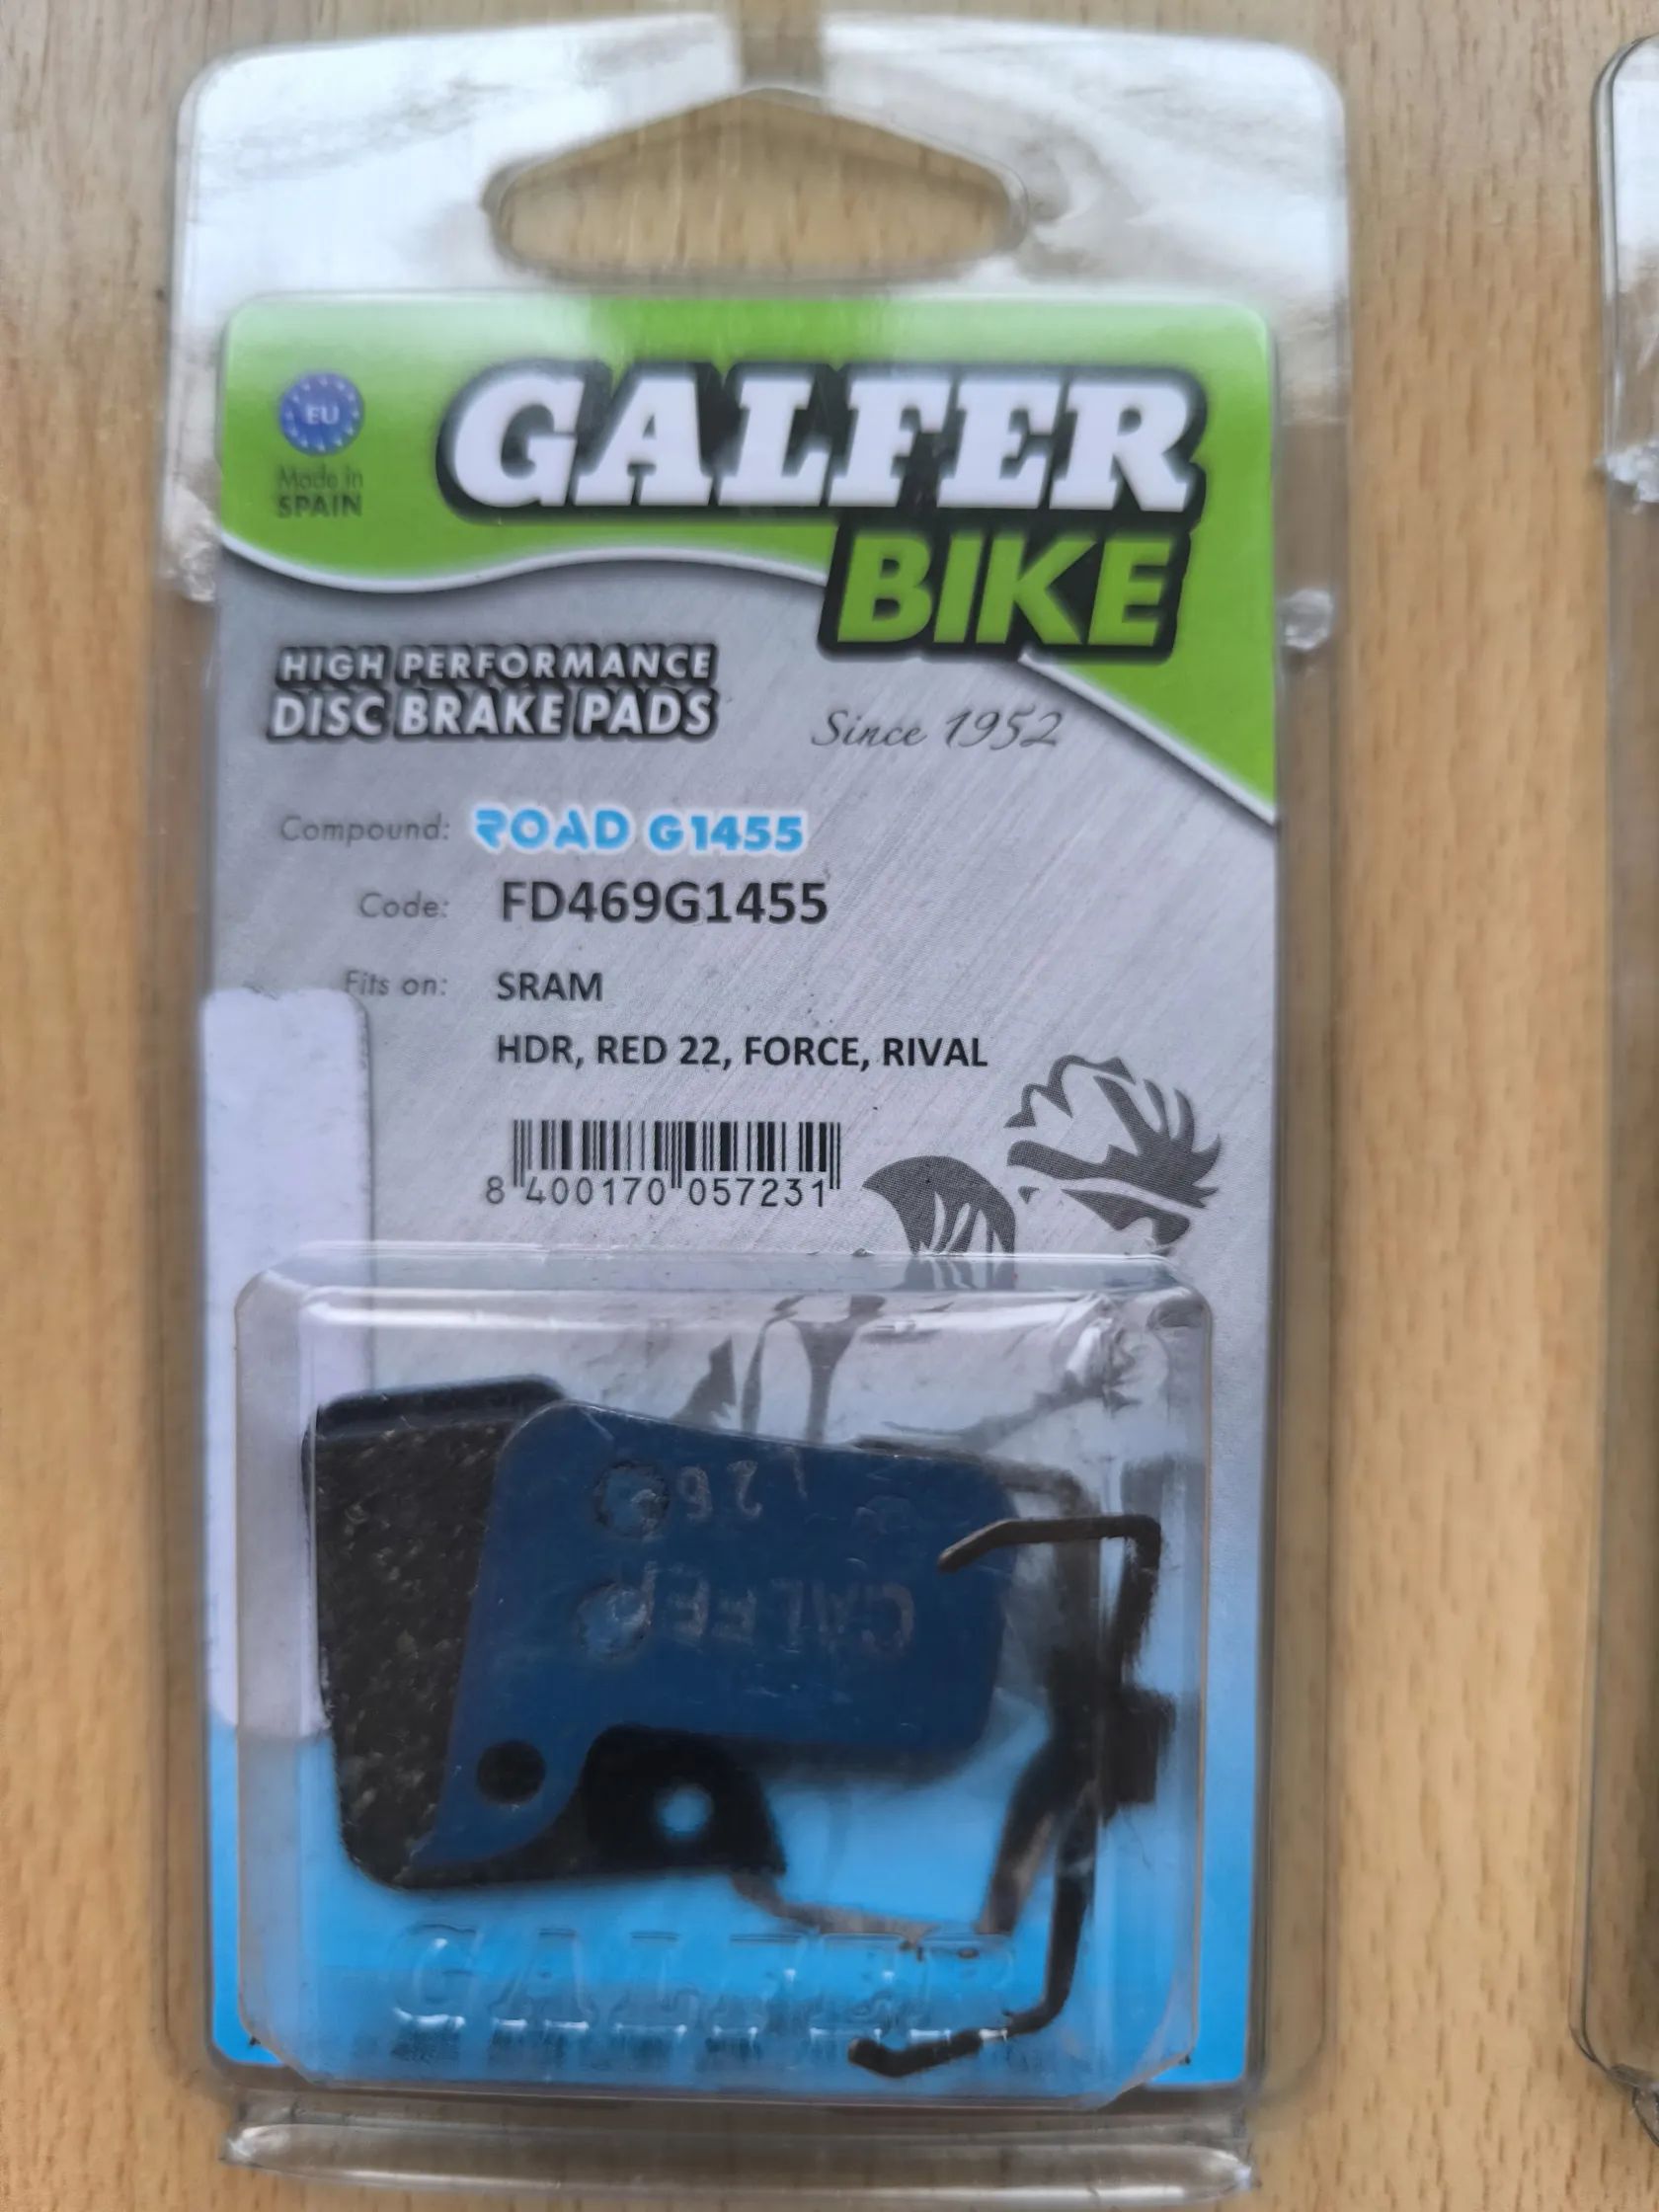 GALFER
BIKE
EU
Made in
SPAIN
HIGH PERFORMANCE
DISC BRAKE PADS
Since 1952
Compound: ROAD G1455
Code: FD469G1455
Fits on: SRAM
HDR, RED 22, FORCE, RIVAL
8 400170 057231
GALFER
GALFER